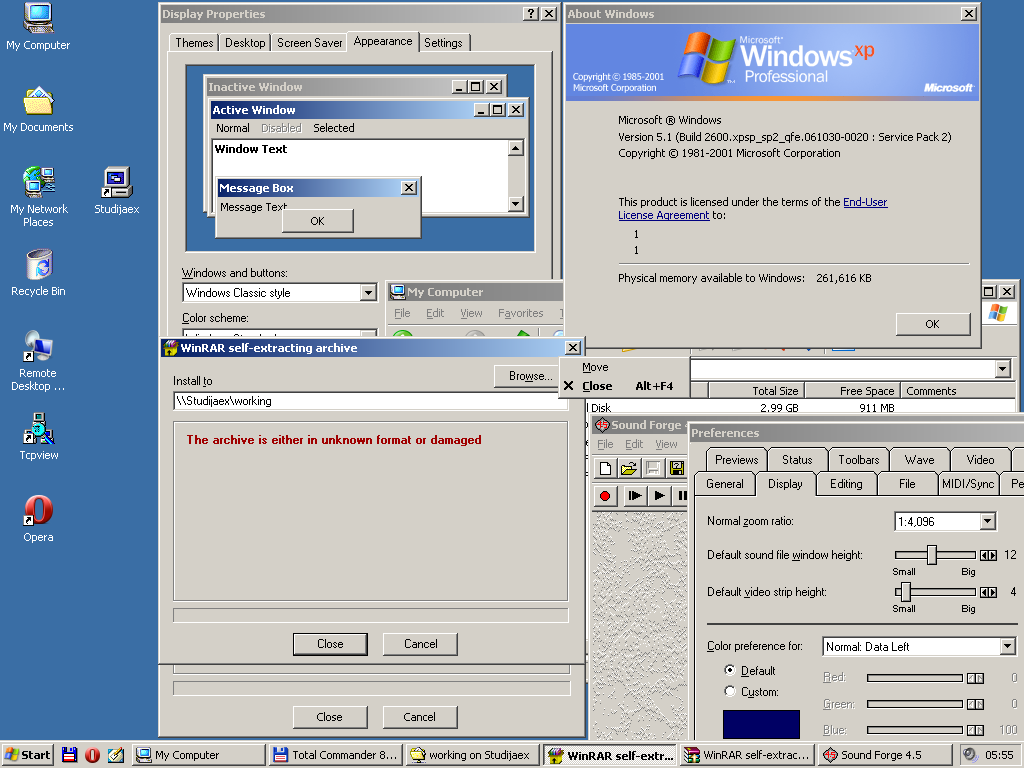 My Computer
My Documents
My Network
Places
Studijaex
Recycle Bin
Remote
Desktop ...
Tcpview
Opera
Display Properties
Themes Desktop Screen Saver Appearance Settings
Inactive Window
Active Window
Normal Disabled Selected
Window Text
Message Box
Message Text
OK
Windows and buttons:
Windows Classic style
Color scheme:
About Windows
Copyright © 1985-2001
Microsoft Corporation
Microsoft®
Windows xp
Professional
Microsoft
Microsoft ® Windows
Version 5.1 (Build 2600.xpsp_sp2_qfe.061030-0020 : Service Pack 2)
Copyright © 1981-2001 Microsoft Corporation
This product is licensed under the terms of the End-User
License Agreement to:
1
1
Physical memory available to Windows: 261,616 KB
OK
My Computer
File Edit View Favorites
Total Size Free Space Comments
Disk 2.99 GB 911 MB
WinRAR self-extracting archive
Move
Close Alt+F4
Install to
Browse...
\\Studijaex\working
The archive is either in unknown format or damaged
Close Cancel
Close Cancel
Sound Forge
File Edit View
Preferences
Previews Status Toolbars Wave Video
General Display Editing File MIDI/Sync Pe
Normal zoom ratio: 1:4,096
Default sound file window height: 12
Small Big
Default video strip height: 4
Small Big
Color preference for: Normal: Data Left
Default
Custom:
Red: 0
Green: 0
Blue: 100
Start
My Computer
Total Commander 8...
working on Studijaex
WinRAR self-extr...
WinRAR self-extrac...
Sound Forge 4.5
05:55